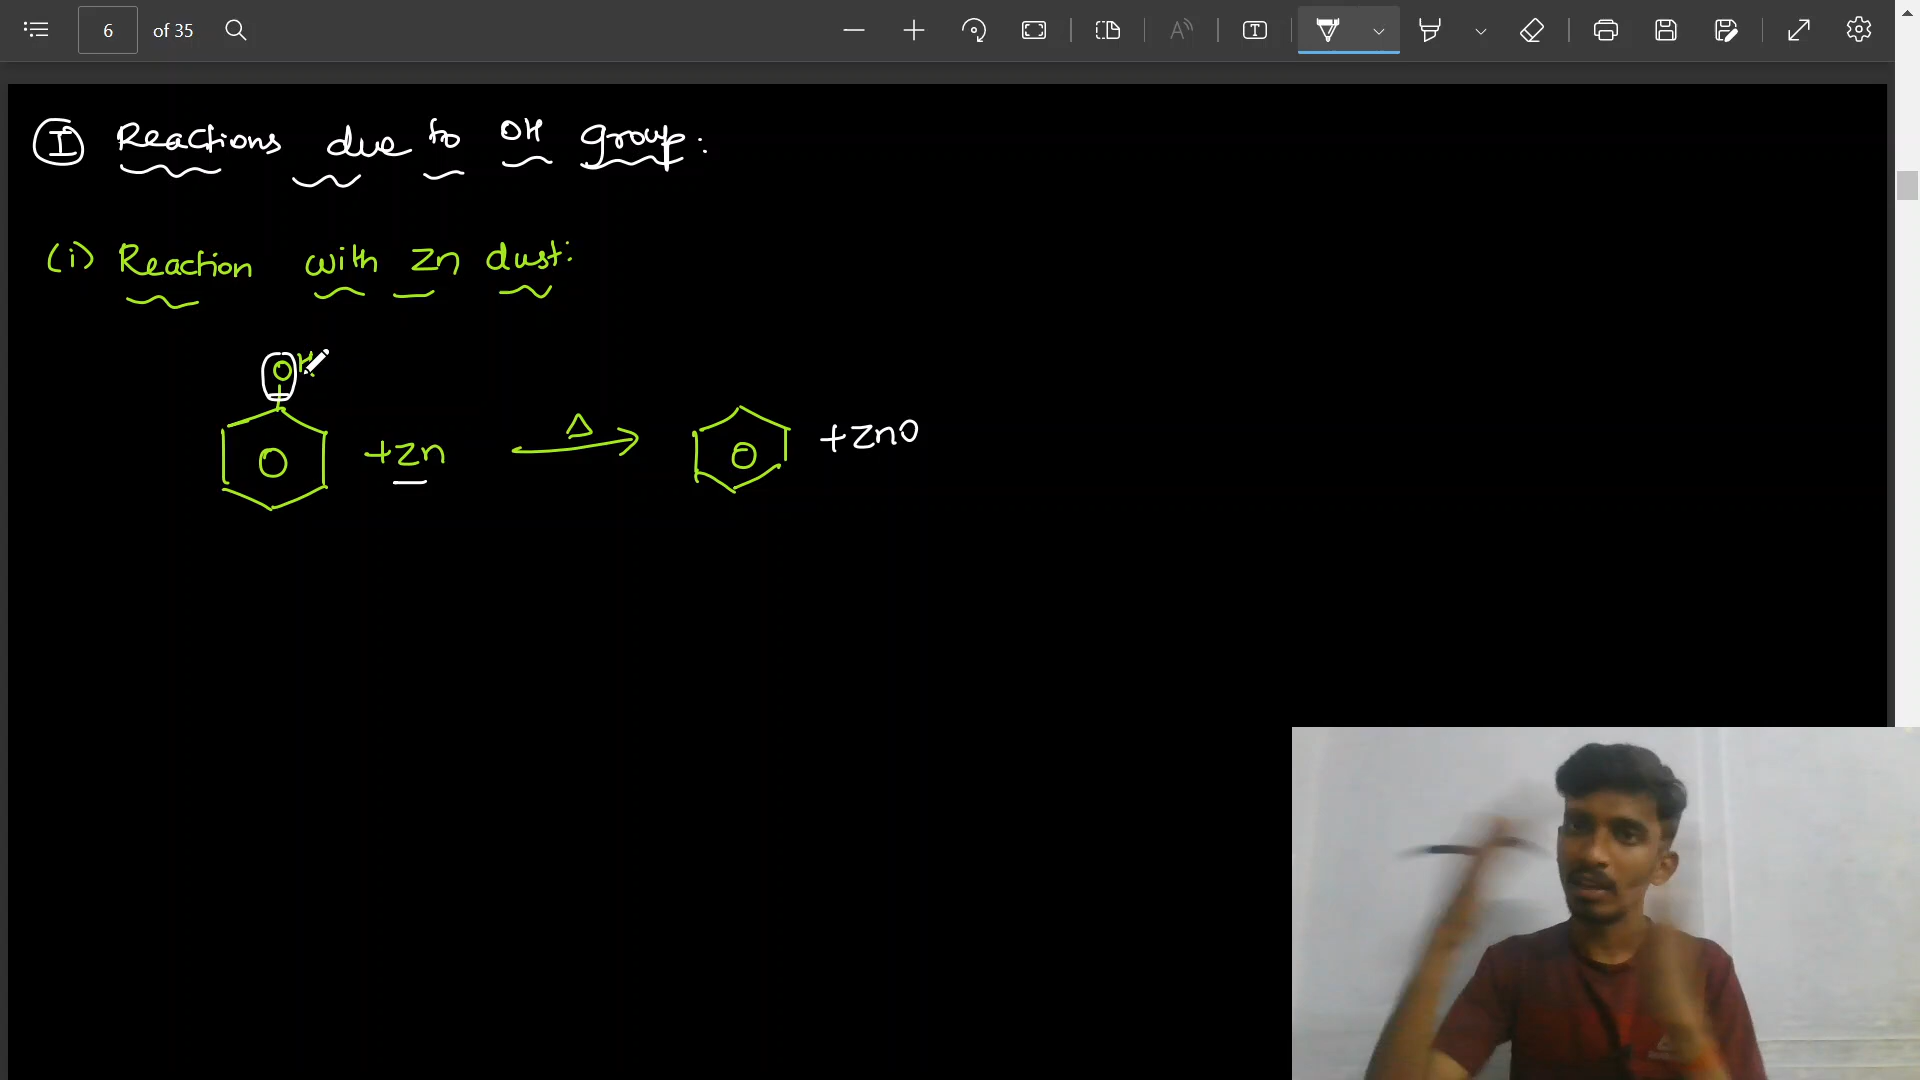 6 of 35
I Reactions due to OH group:
(i) Reaction with Zn dust:
OH
+Zn Δ +ZnO